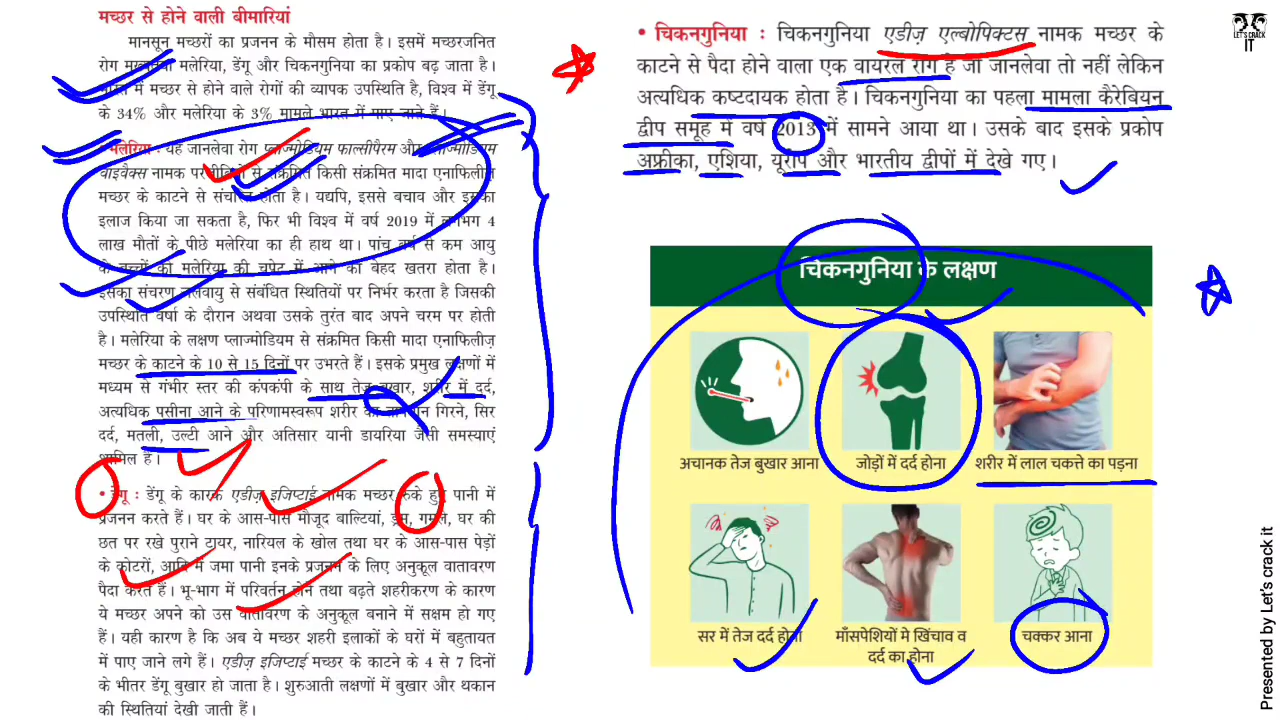 मच्छर से होने वाली बीमारियां
मानसून मच्छरों का प्रजनन के मौसम होता है। इसमें मच्छरजनित
रोग मलेरिया, डेंगू और चिकनगुनिया का प्रकोप बढ़ जाता है।
में मच्छर से होने वाले रोगों की व्यापक उपस्थिति है, विश्व में डेंगू
के 34% और मलेरिया के 3% मामले भारत में पाए जाते हैं।
• मलेरिया : यह जानलेवा रोग प्लाज्मोडियम फाल्सीपैरम और प्लाज्मोडियम
वाइवैक्स नामक परजीवियों से संक्रमित किसी संक्रमित मादा एनाफिलीज
मच्छर के काटने से संचारित होता है। यद्यपि, इससे बचाव और इसका
इलाज किया जा सकता है, फिर भी विश्व में वर्ष 2019 में लगभग 4
लाख मौतों के पीछे मलेरिया का ही हाथ था। पांच वर्ष से कम आयु
के बच्चों को मलेरिया की चपेट में आने का बेहद खतरा होता है।
इसका संचरण जलवायु से संबंधित स्थितियों पर निर्भर करता है जिसकी
उपस्थिति वर्षा के दौरान अथवा उसके तुरंत बाद अपने चरम पर होती
है। मलेरिया के लक्षण प्लाज्मोडियम से संक्रमित किसी मादा एनाफिलीज़
मच्छर के काटने के 10 से 15 दिनों पर उभरते हैं। इसके प्रमुख लक्षणों में
मध्यम से गंभीर स्तर की कंपकंपी के साथ तेज़ बुखार, शरीर में दर्द,
अत्यधिक पसीना आने के परिणामस्वरूप शरीर का तापमान गिरने, सिर
दर्द, मतली, उल्टी आने और अतिसार यानी डायरिया जैसी समस्याएं
शामिल हैं।
• डेंगू : डेंगू के कारक एडीज़ इजिप्टाई नामक मच्छर रुके हुए पानी में
प्रजनन करते हैं। घर के आस-पास मौजूद बाल्टियां, ड्रम, गमले, घर की
छत पर रखे पुराने टायर, नारियल के खोल तथा घर के आस-पास पेड़ों
के कोटरों, आदि में जमा पानी इनके प्रजनन के लिए अनुकूल वातावरण
पैदा करते हैं। भू-भाग में परिवर्तन होने तथा बढ़ते शहरीकरण के कारण
ये मच्छर अपने को उस वातावरण के अनुकूल बनाने में सक्षम हो गए
हैं। यही कारण है कि अब ये मच्छर शहरी इलाकों के घरों में बहुतायत
में पाए जाने लगे हैं। एडीज़ इजिप्टाई मच्छर के काटने के 4 से 7 दिनों
के भीतर डेंगू बुखार हो जाता है। शुरुआती लक्षणों में बुखार और थकान
की स्थितियां देखी जाती हैं।
• चिकनगुनिया : चिकनगुनिया एडीज़ एल्बोपिक्टस नामक मच्छर के
काटने से पैदा होने वाला एक वायरल रोग है जो जानलेवा तो नहीं लेकिन
अत्यधिक कष्टदायक होता है। चिकनगुनिया का पहला मामला कैरेबियन
द्वीप समूह में वर्ष 2013 में सामने आया था। उसके बाद इसके प्रकोप
अफ्रीका, एशिया, यूरोप और भारतीय द्वीपों में देखे गए।
चिकनगुनिया के लक्षण
अचानक तेज बुखार आना
जोड़ों में दर्द होना
शरीर में लाल चकत्ते का पड़ना
सर में तेज दर्द होना
माँसपेशियों मे खिंचाव व
दर्द का होना
चक्कर आना
LET'S CRACK
IT
Presented by Let's crack it